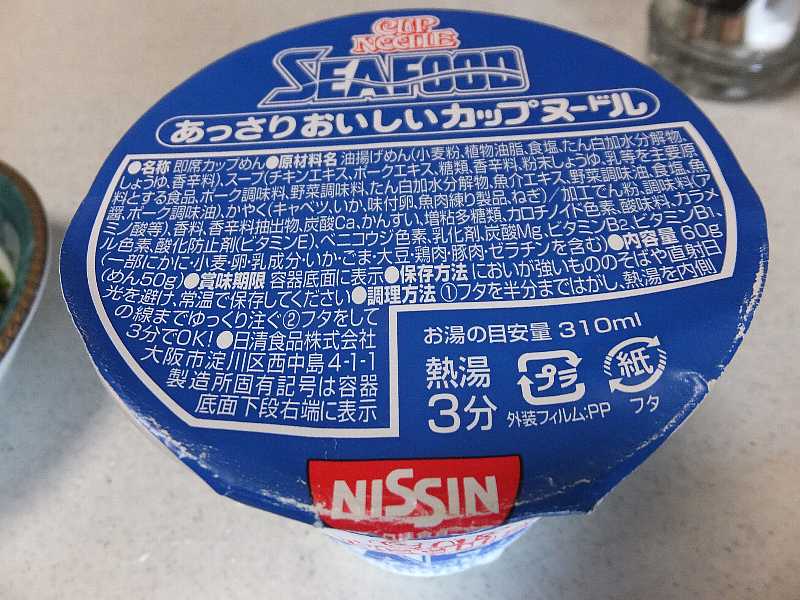 CUP
NOODLE
SEAFOOD
あっさりおいしいカップヌードル
●名称 即席カップめん●原材料名 油揚げめん(小麦粉、植物油脂、食塩、たん白加水分解物、
しょうゆ、香辛料)、スープ(チキンエキス、ポークエキス、糖類、香辛料、粉末しょうゆ、乳等を主要原
料とする食品、ポーク調味料、野菜調味料、たん白加水分解物、魚介エキス、野菜調味油、食塩、魚
醤、ポーク調味油)、かやく(キャベツ、いか、味付卵、魚肉練り製品、ねぎ)/加工でん粉、調味料(ア
ミノ酸等)、香料、香辛料抽出物、炭酸Ca、かんすい、増粘多糖類、カロチノイド色素、酸味料、カラメ
ル色素、酸化防止剤(ビタミンE)、ベニコウジ色素、乳化剤、炭酸Mg、ビタミンB2、ビタミンB1、
(一部にかに・小麦・卵・乳成分・いか・ごま・大豆・鶏肉・豚肉・ゼラチンを含む)●内容量 60g
(めん50g)●賞味期限 容器底面に表示●保存方法 においが強いもののそばや直射日
光を避け、常温で保存してください●調理方法 ①フタを半分まではがし、熱湯を内側
の線までゆっくり注ぐ②フタをして
3分でOK!●日清食品株式会社
大阪市淀川区西中島4-1-1
製造所固有記号は容器
底面下段右端に表示
お湯の目安量 310ml
熱湯
3分
プラ
外装フィルム:PP
紙
フタ
NISSIN